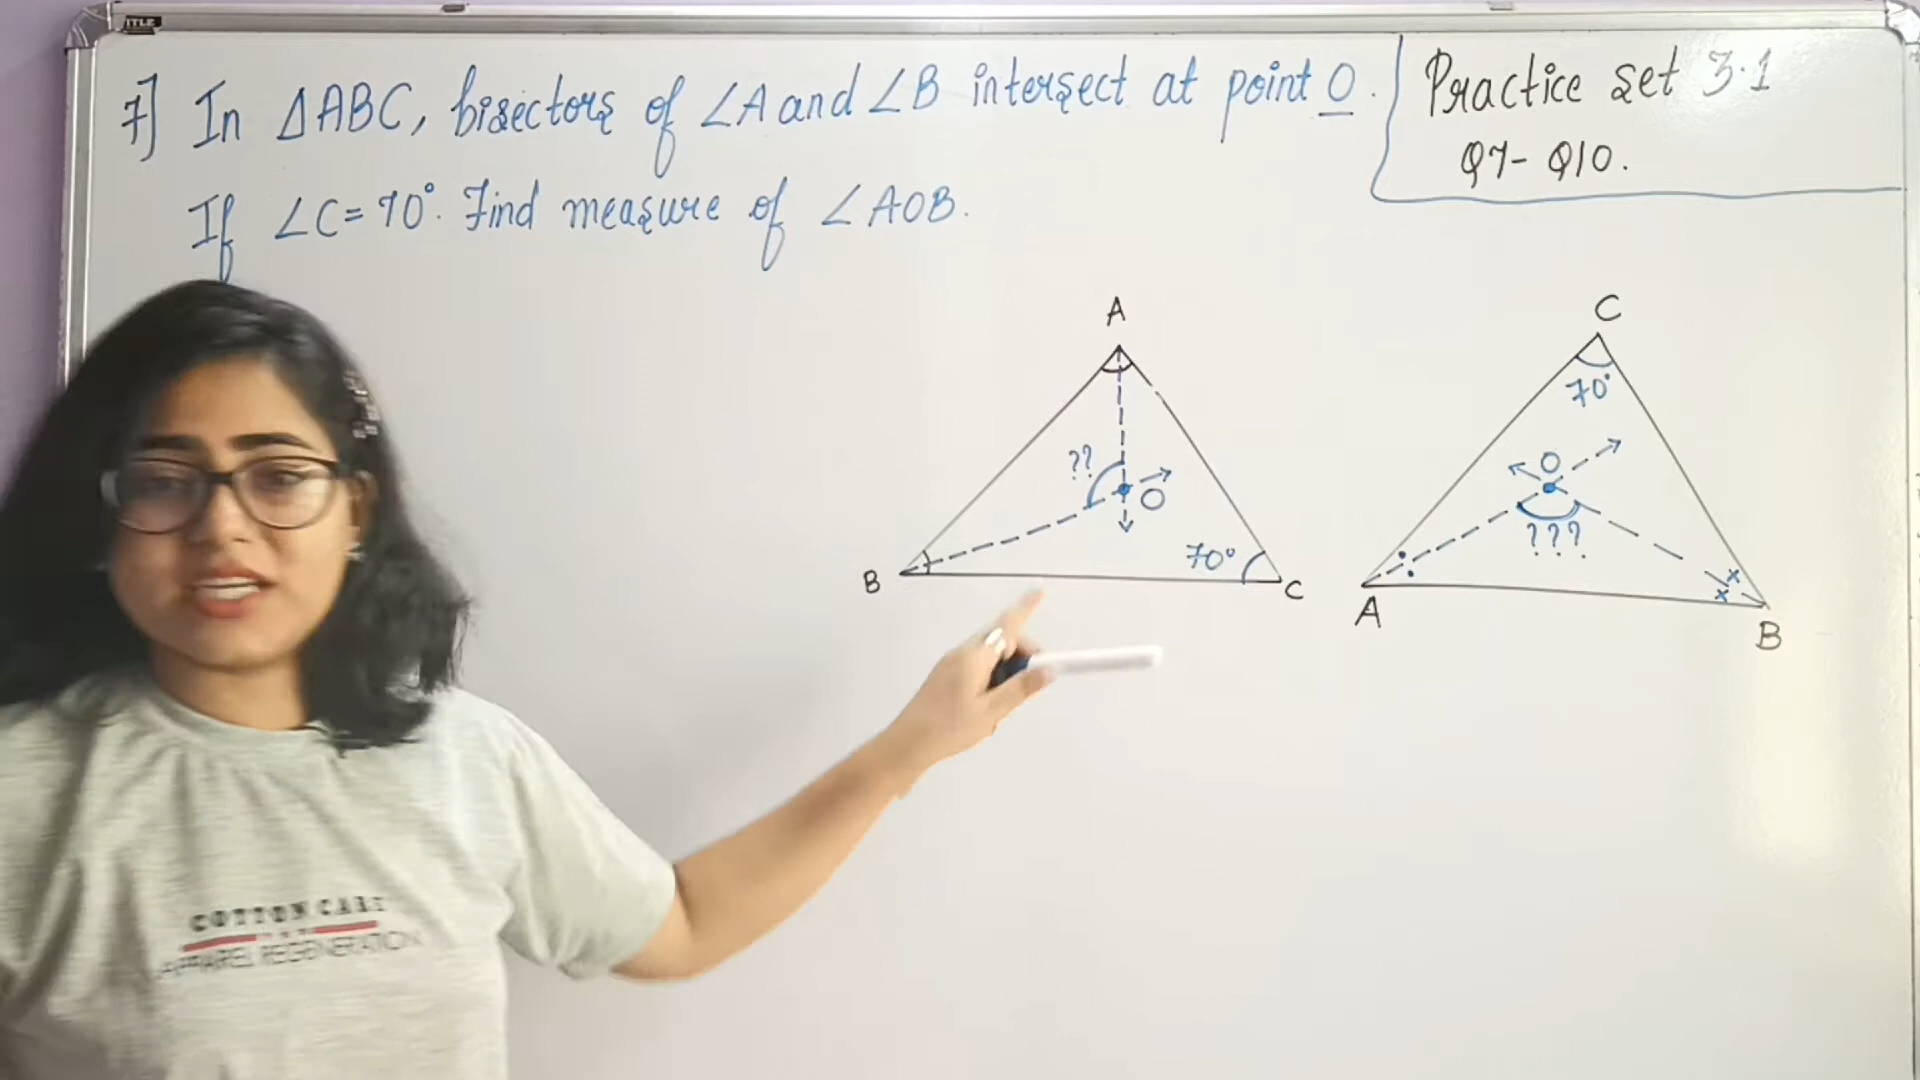 TITLE
7] In ΔABC, bisectors of ∠A and ∠B intersect at point O.
If ∠C = 70°. Find measure of ∠AOB.
Practice set 3.1
Q7 - Q10.
A
??
O
70°
B
C
C
70°
O
???
A
B
COTTON
APPAREL REGENERATION